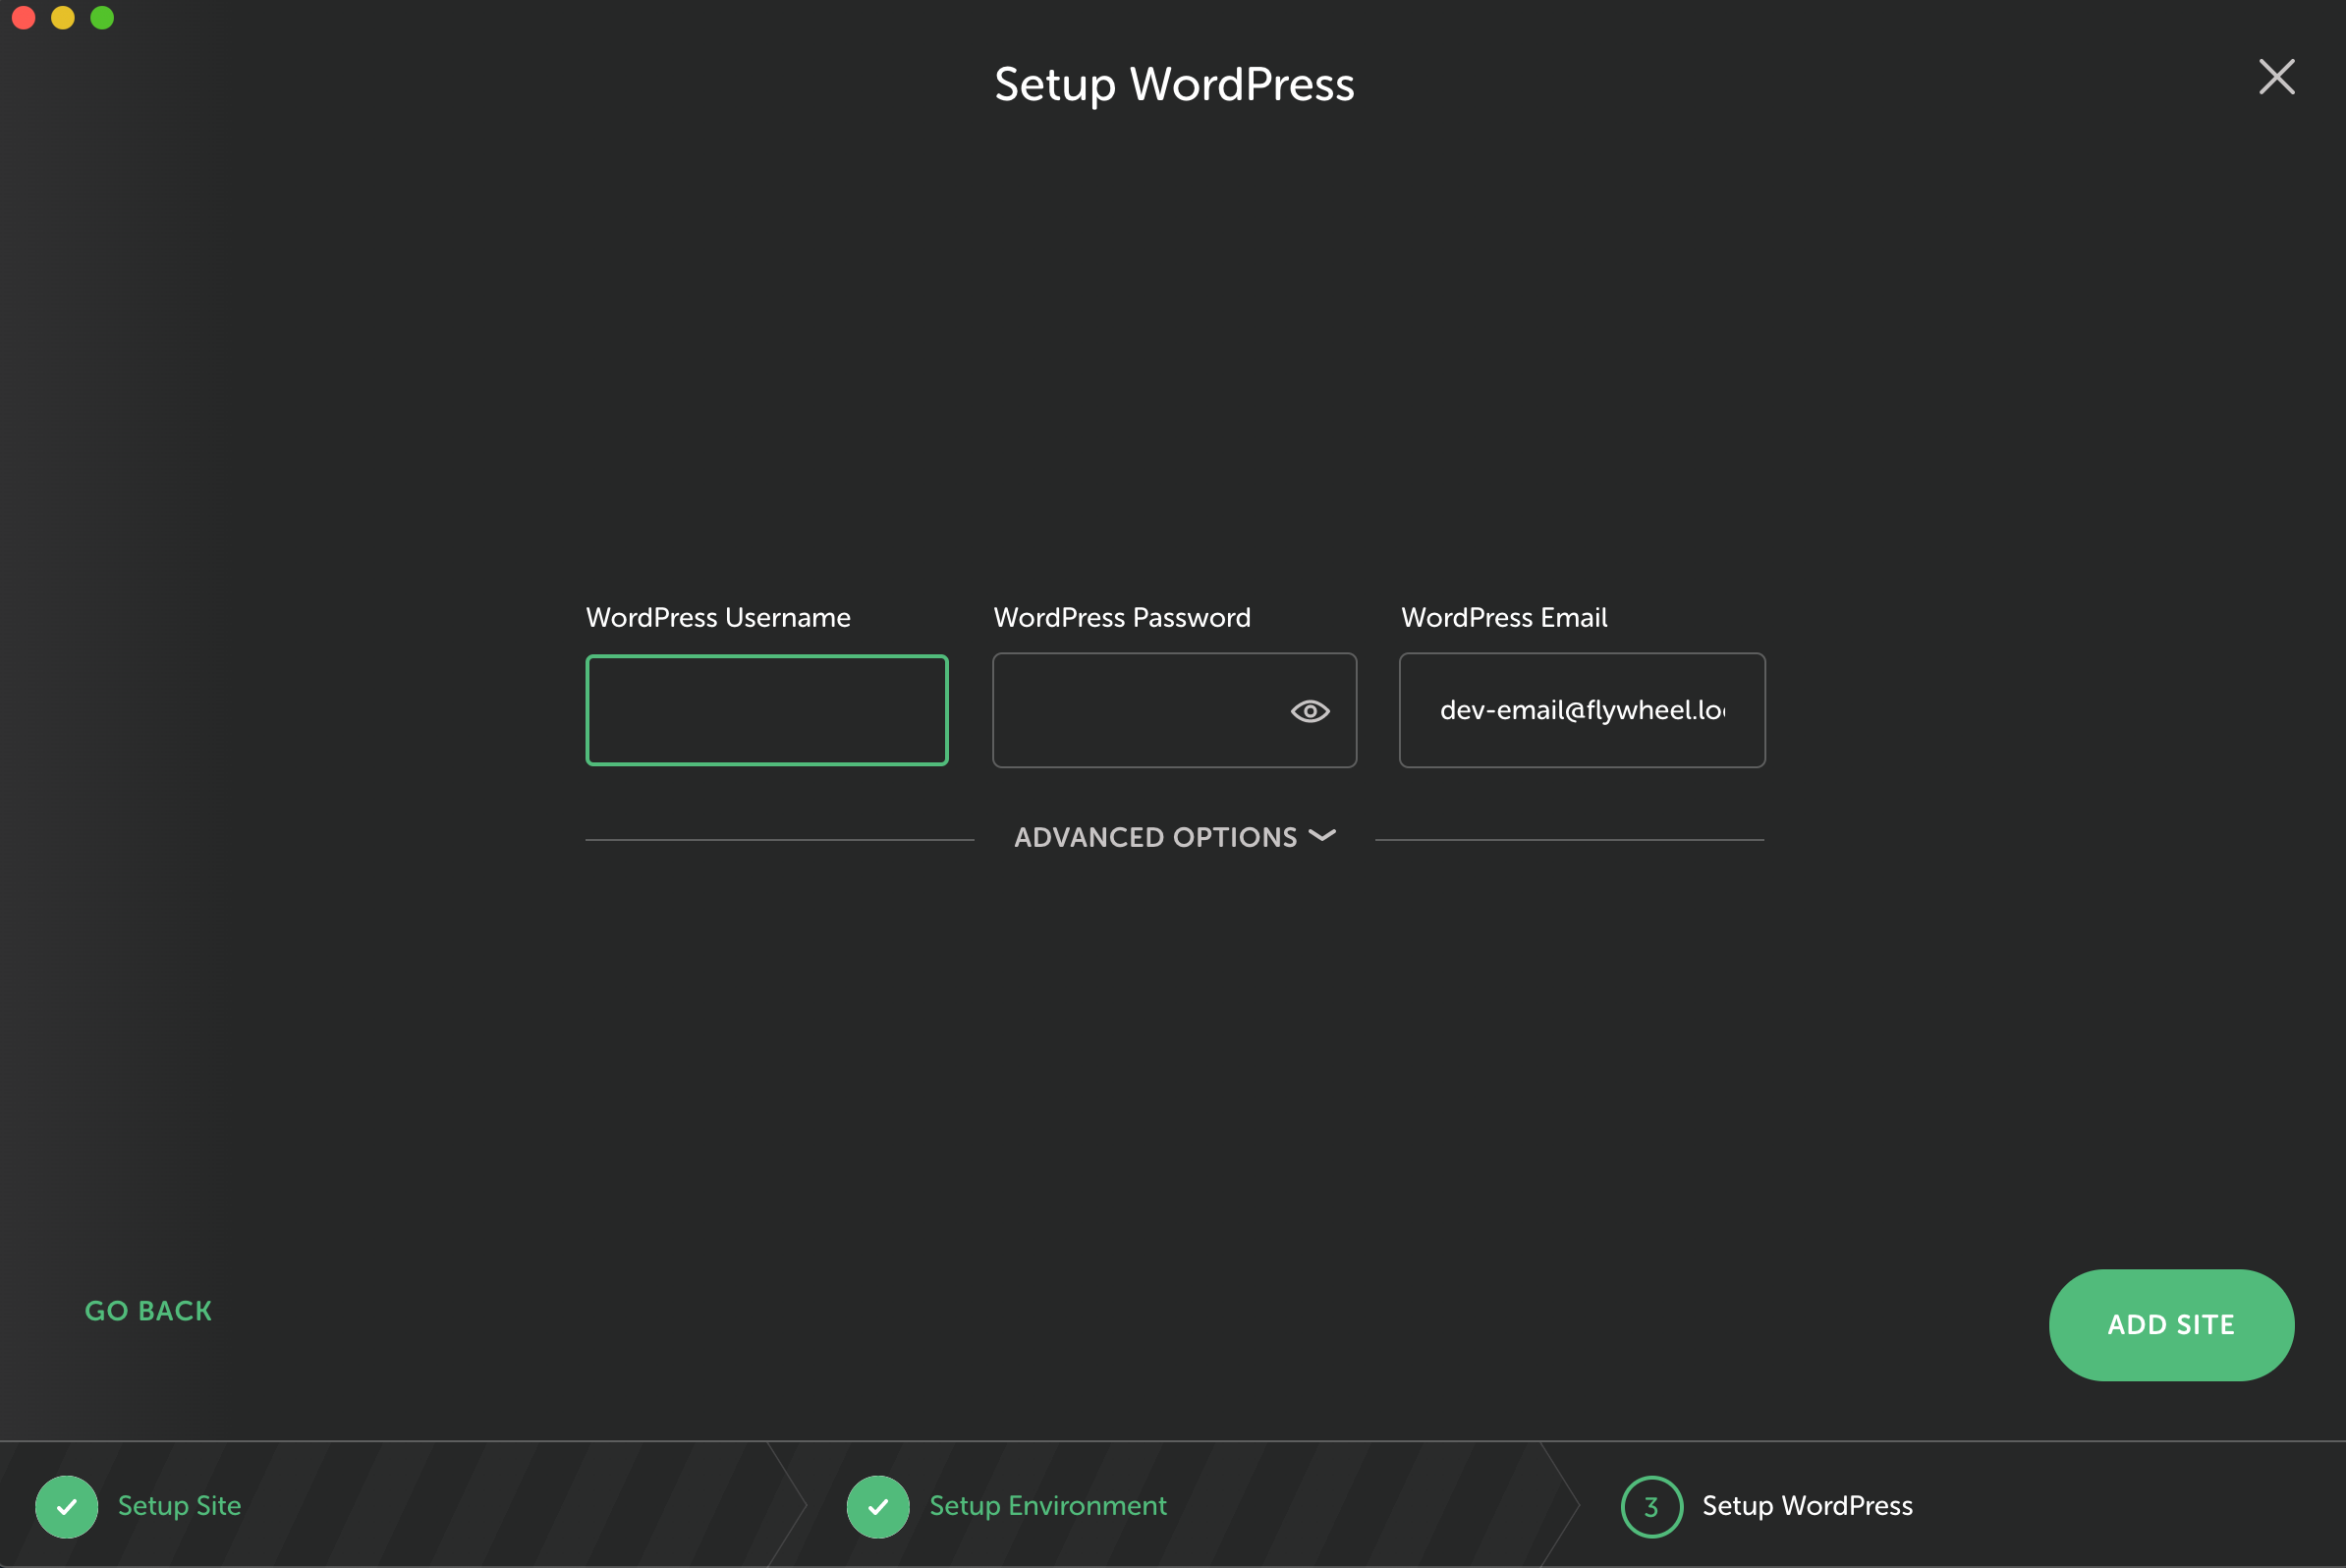 Setup WordPress
WordPress Username
WordPress Password
WordPress Email
dev-email@flywheel.lo
ADVANCED OPTIONS
GO BACK
ADD SITE
Setup Site
Setup Environment
3 Setup WordPress